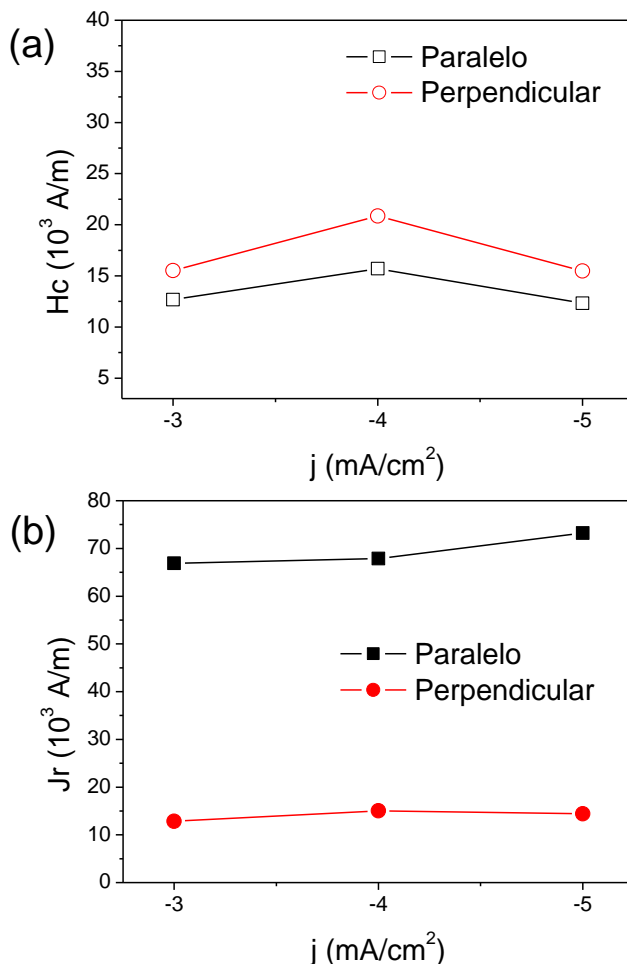 (a)
40
35
30
25
20
15
10
5
Hc (10³ A/m)
Paralelo
Perpendicular
-3 -4 -5
j (mA/cm²)
(b)
80
70
60
50
40
30
20
10
0
Jr (10³ A/m)
Paralelo
Perpendicular
-3 -4 -5
j (mA/cm²)